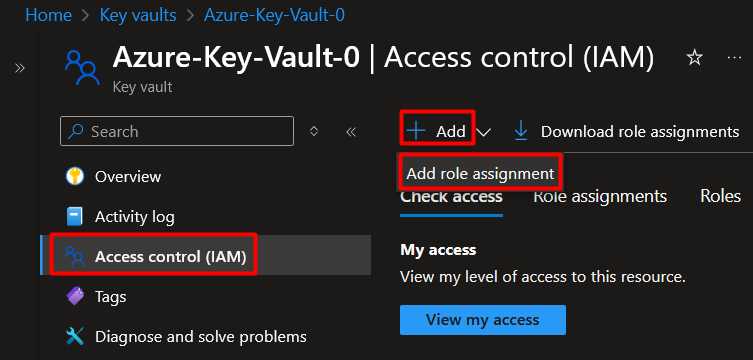 Home > Key vaults > Azure-Key-Vault-0
Azure-Key-Vault-0 | Access control (IAM)
Key vault
Search
Add
Download role assignments
Add role assignment
Overview
Check access
Role assignments
Roles
Activity log
Access control (IAM)
My access
View my level of access to this resource.
Tags
View my access
Diagnose and solve problems